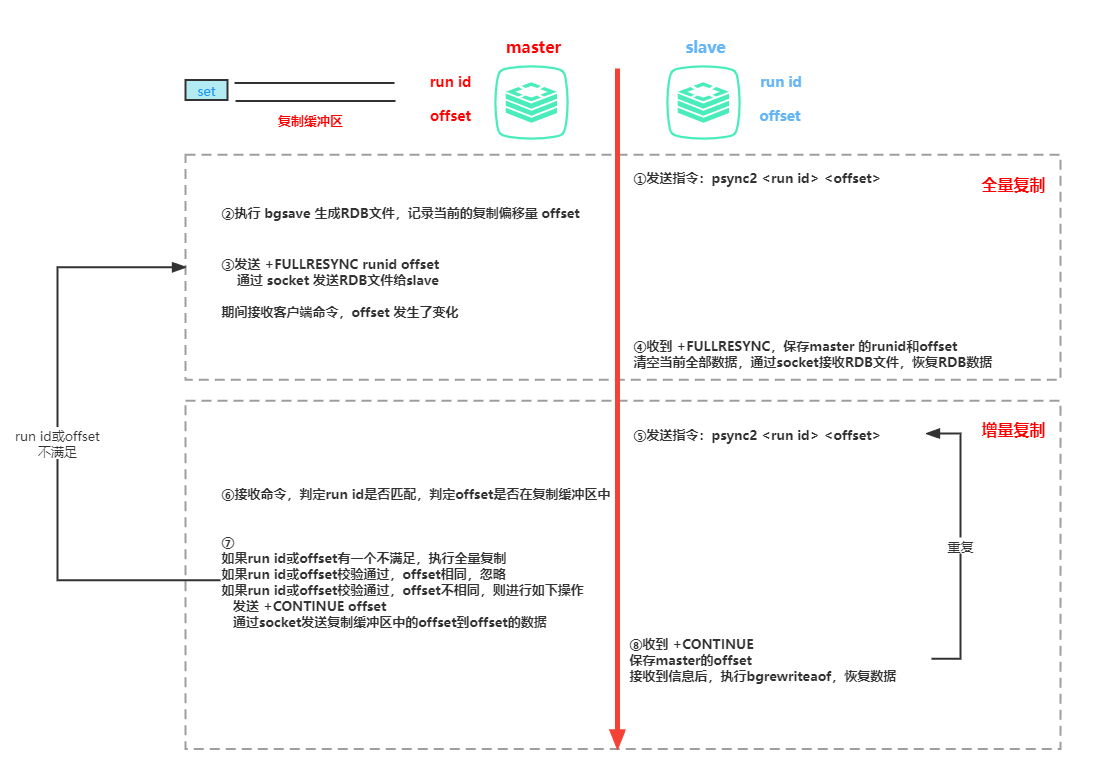 master
slave
set
run id
run id
复制缓冲区
offset
offset
全量复制
①发送指令：psync2 <run id> <offset>
②执行 bgsave 生成RDB文件，记录当前的复制偏移量 offset
③发送 +FULLRESYNC runid offset
通过 socket 发送RDB文件给slave
期间接收客户端命令，offset 发生了变化
④收到 +FULLRESYNC，保存master 的runid和offset
清空当前全部数据，通过socket接收RDB文件，恢复RDB数据
run id或offset
不满足
增量复制
⑤发送指令：psync2 <run id> <offset>
⑥接收命令，判定run id是否匹配，判定offset是否在复制缓冲区中
⑦
如果run id或offset有一个不满足，执行全量复制
如果run id或offset校验通过，offset相同，忽略
如果run id或offset校验通过，offset不相同，则进行如下操作
发送 +CONTINUE offset
通过socket发送复制缓冲区中的offset到offset的数据
重复
⑧收到 +CONTINUE
保存master的offset
接收到信息后，执行bgrewriteaof，恢复数据